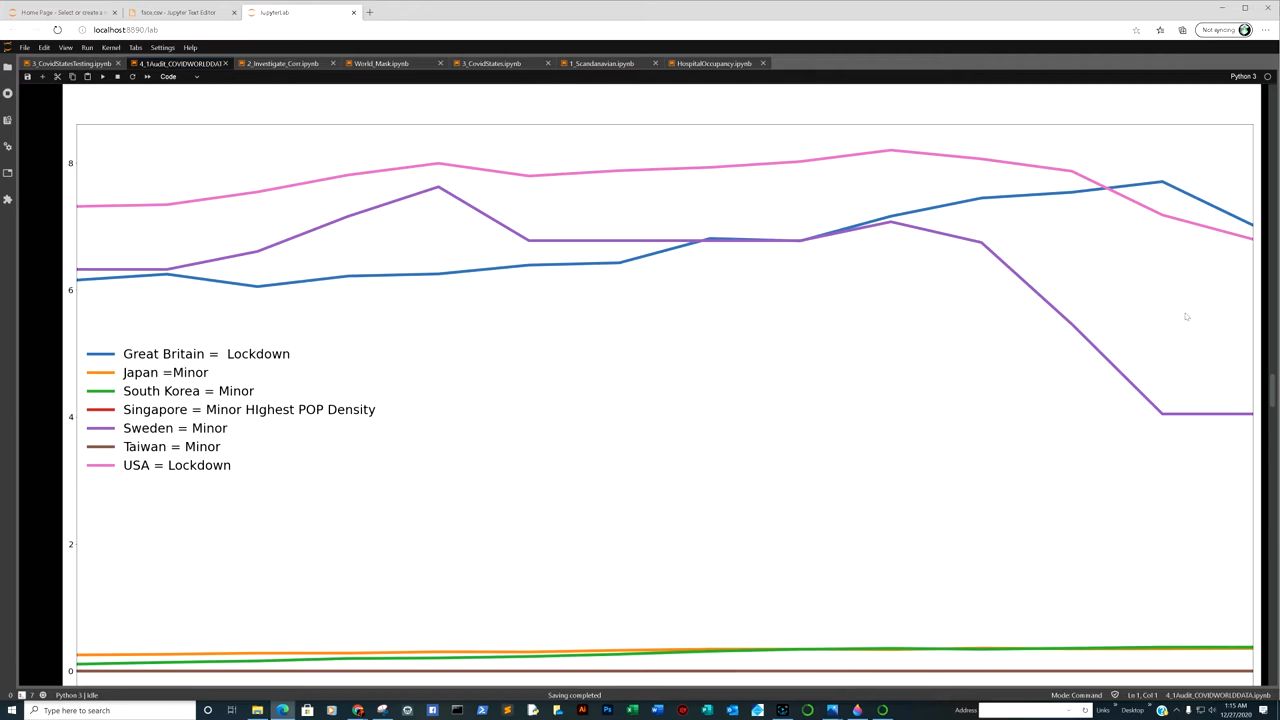 Home Page - Select or create a n
face.csv - Jupyter Text Editor
JupyterLab
localhost:8890/lab
Not syncing
File Edit View Run Kernel Tabs Settings Help
3_CovidStatesTesting.ipynb
4_1Audit_COVIDWORLDDAT
2_Investigate_Corr.ipynb
World_Mask.ipynb
3_CovidStates.ipynb
1_Scandanavian.ipynb
HospitalOccupancy.ipynb
Code
Python 3
8
6
4
2
0
Great Britain = Lockdown
Japan =Minor
South Korea = Minor
Singapore = Minor HIghest POP Density
Sweden = Minor
Taiwan = Minor
USA = Lockdown
0 7 Python 3 | Idle
Saving completed
Mode: Command
Ln 1, Col 1
4_1Audit_COVIDWORLDDATA.ipynb
Type here to search
Address
Links
Desktop
1:15 AM
12/27/2020